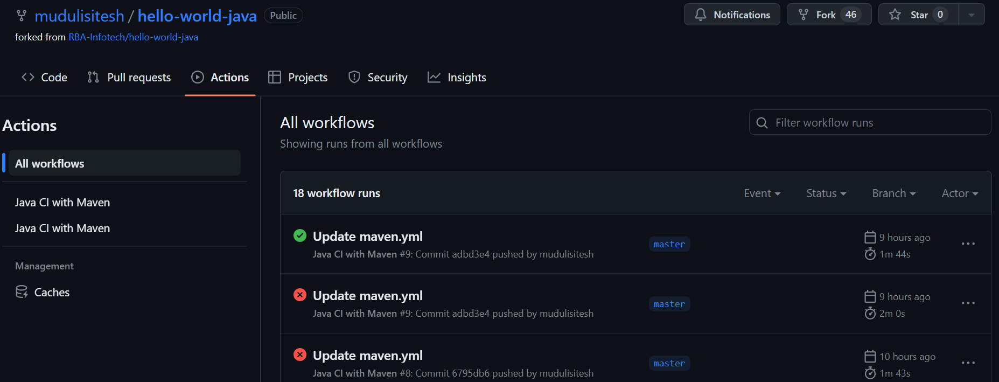 mudulisitesh / hello-world-java Public
Notifications Fork 46 Star 0
forked from RBA-Infotech/hello-world-java
Code Pull requests Actions Projects Security Insights
Actions
All workflows
Java CI with Maven
Java CI with Maven
Management
Caches
All workflows
Showing runs from all workflows
Filter workflow runs
18 workflow runs Event Status Branch Actor
Update maven.yml
Java CI with Maven #9: Commit adbd3e4 pushed by mudulisitesh
master
9 hours ago
1m 44s
Update maven.yml
Java CI with Maven #9: Commit adbd3e4 pushed by mudulisitesh
master
9 hours ago
2m 0s
Update maven.yml
Java CI with Maven #8: Commit 6795db6 pushed by mudulisitesh
master
10 hours ago
1m 43s